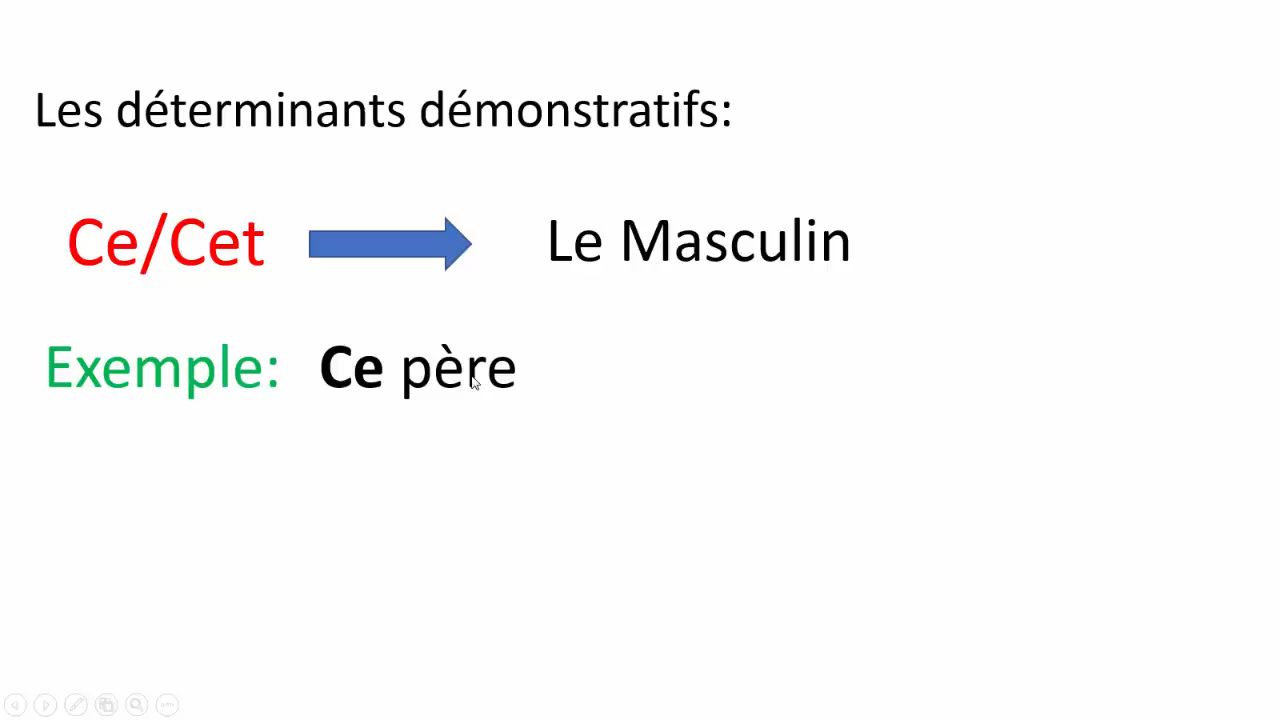 Les déterminants démonstratifs:
Ce/Cet Le Masculin
Exemple: Ce père